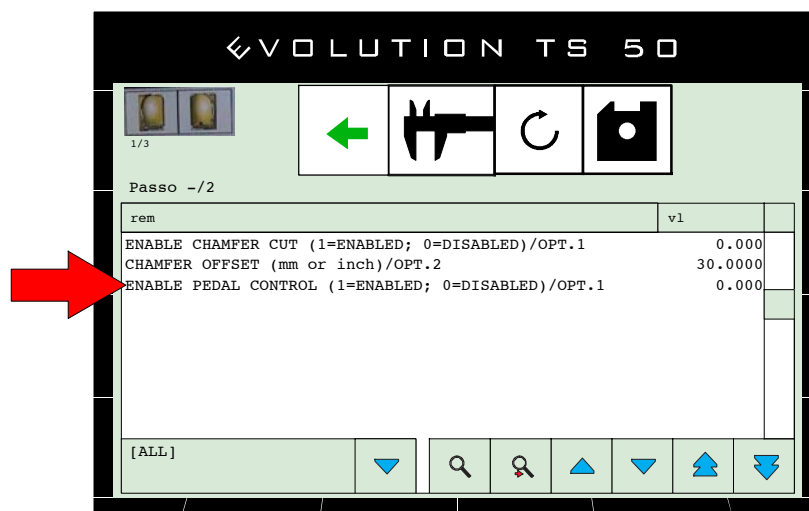 EVOLUTION TS 50
1/3
Passo -/2
rem vl
ENABLE CHAMFER CUT (1=ENABLED; 0=DISABLED)/OPT.1 0.000
CHAMFER OFFSET (mm or inch)/OPT.2 30.0000
ENABLE PEDAL CONTROL (1=ENABLED; 0=DISABLED)/OPT.1 0.000
[ALL]